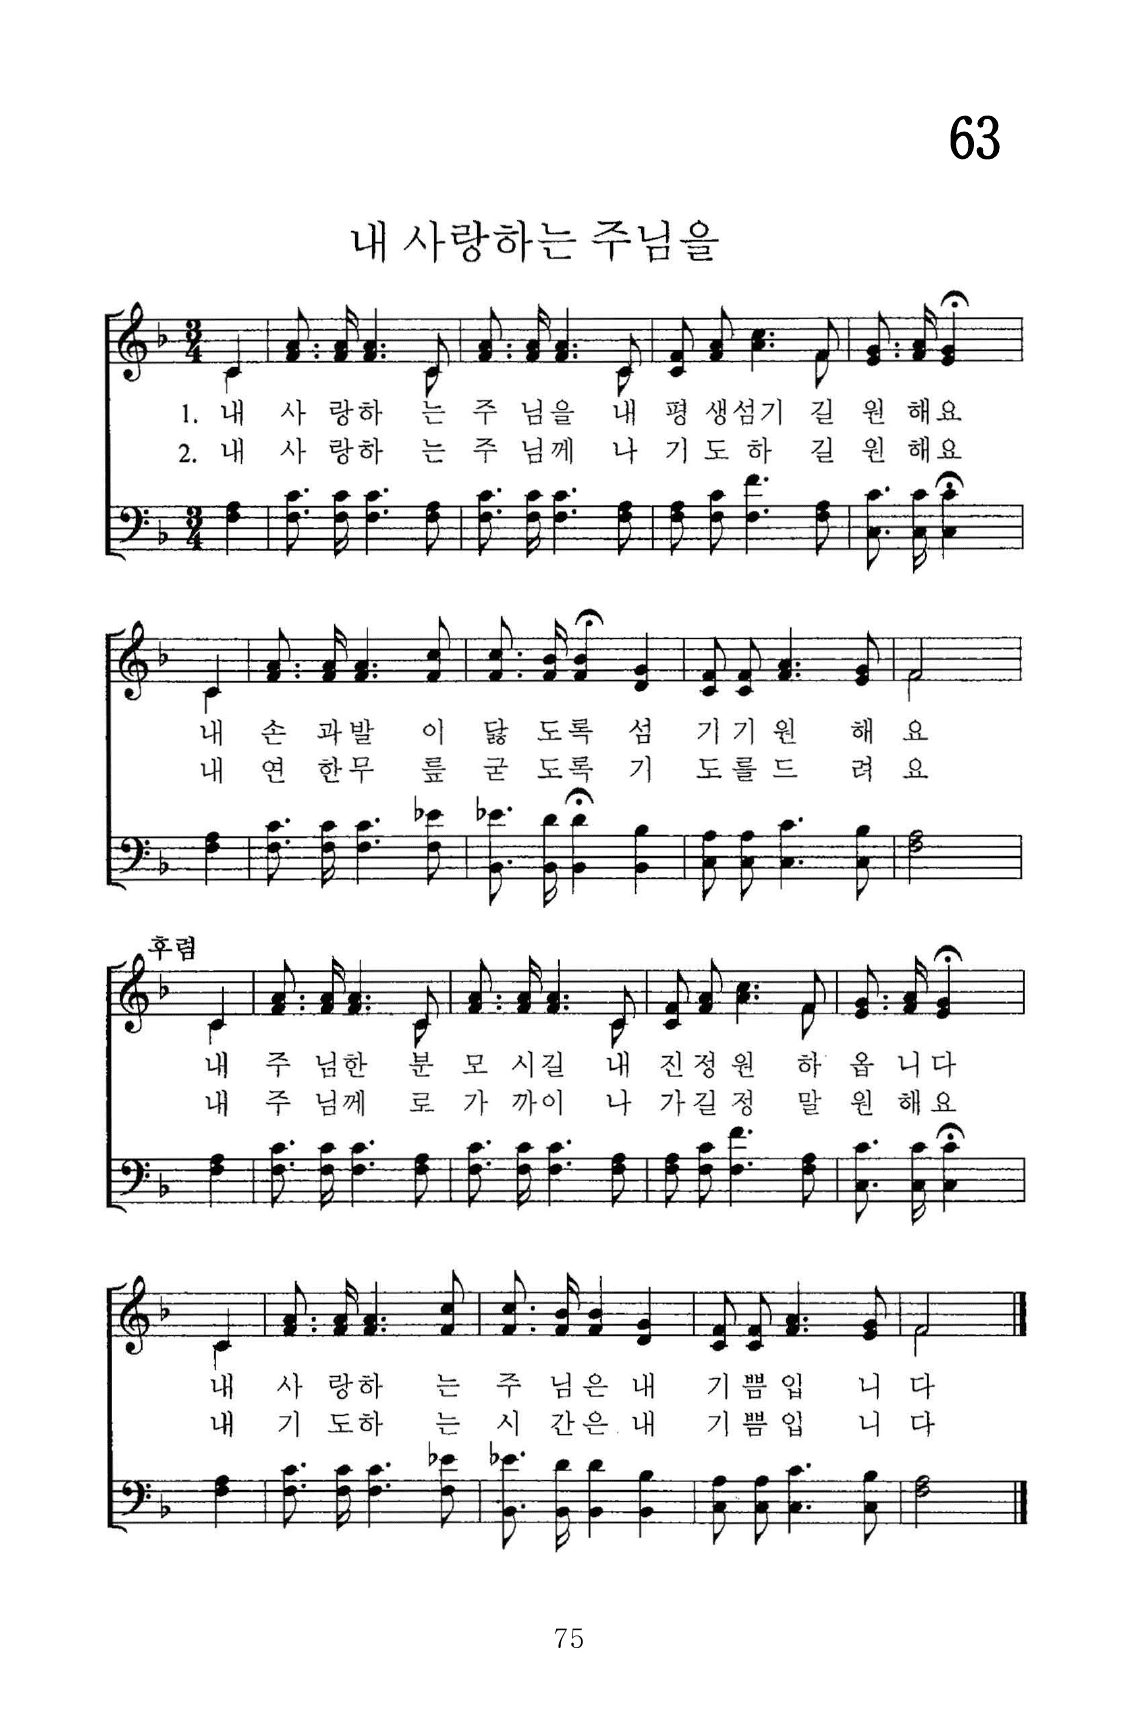 63
내 사랑하는 주님을
1. 내 사 랑하 는 주 님을 내 평 생섬기 길 원 해요
2. 내 사 랑하 는 주 님께 나 기 도 하 길 원 해요
내 손 과발 이 닳 도록 섬 기기원 해 요
내 연 한무 릎 굳 도록 기 도를드 려 요
후렴
내 주 님한 분 모 시길 내 진정원 하 옵 니다
내 주 님께 로 가 까이 나 가길정 말 원 해요
내 사 랑하 는 주 님은 내 기 쁨입 니 다
내 기 도하 는 시 간은 내 기 쁨입 니 다
75